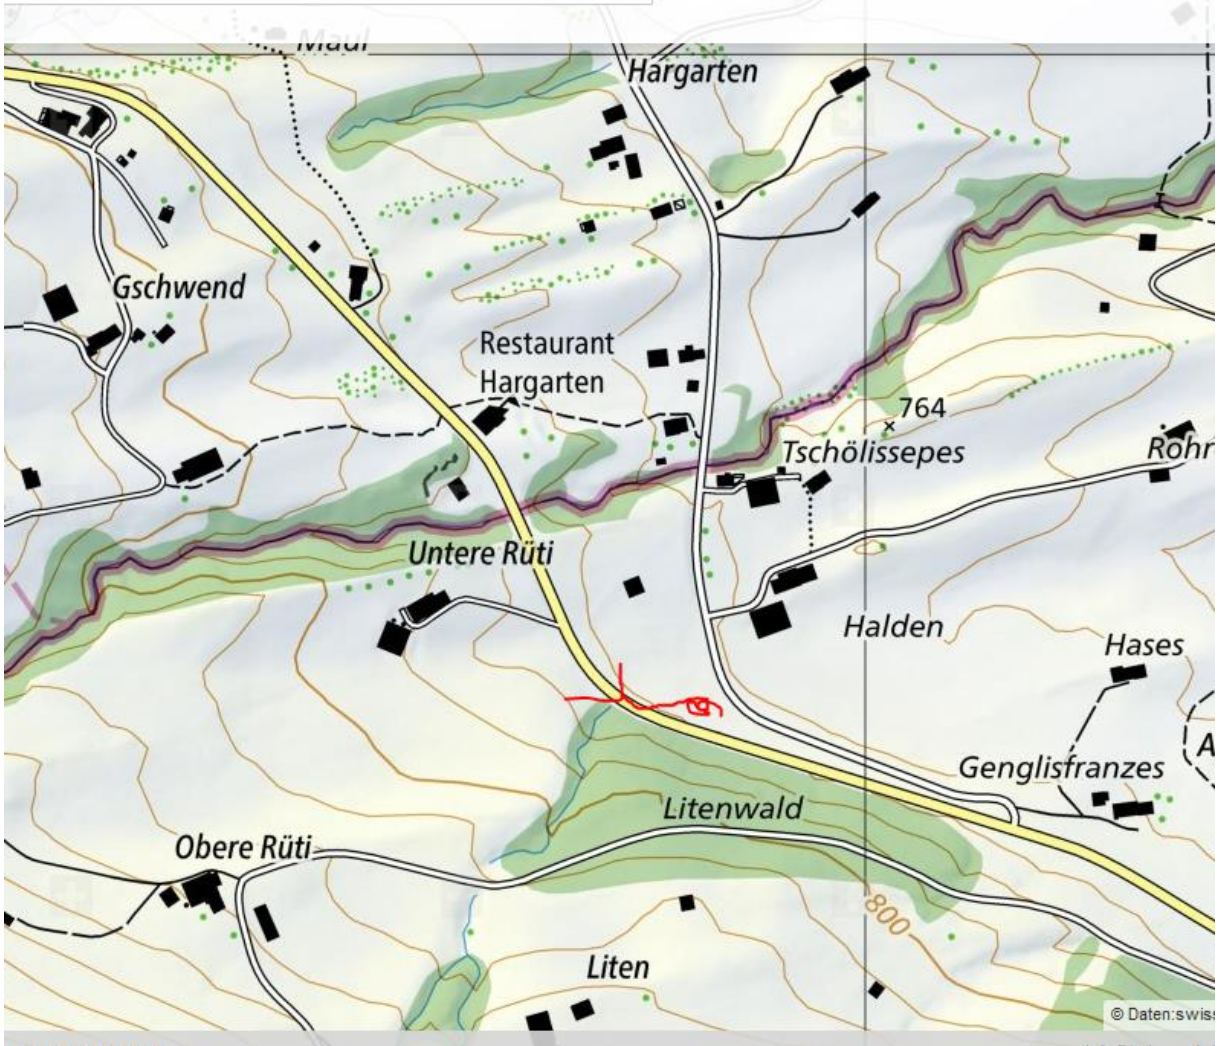 Maul
Hargarten
Gschwend
Restaurant
Hargarten
764
Tschölissepes
Rohr
Untere Rüti
Halden
Hases
A
Genglisfranzes
Litenwald
Obere Rüti
800
Liten
© Daten:swiss